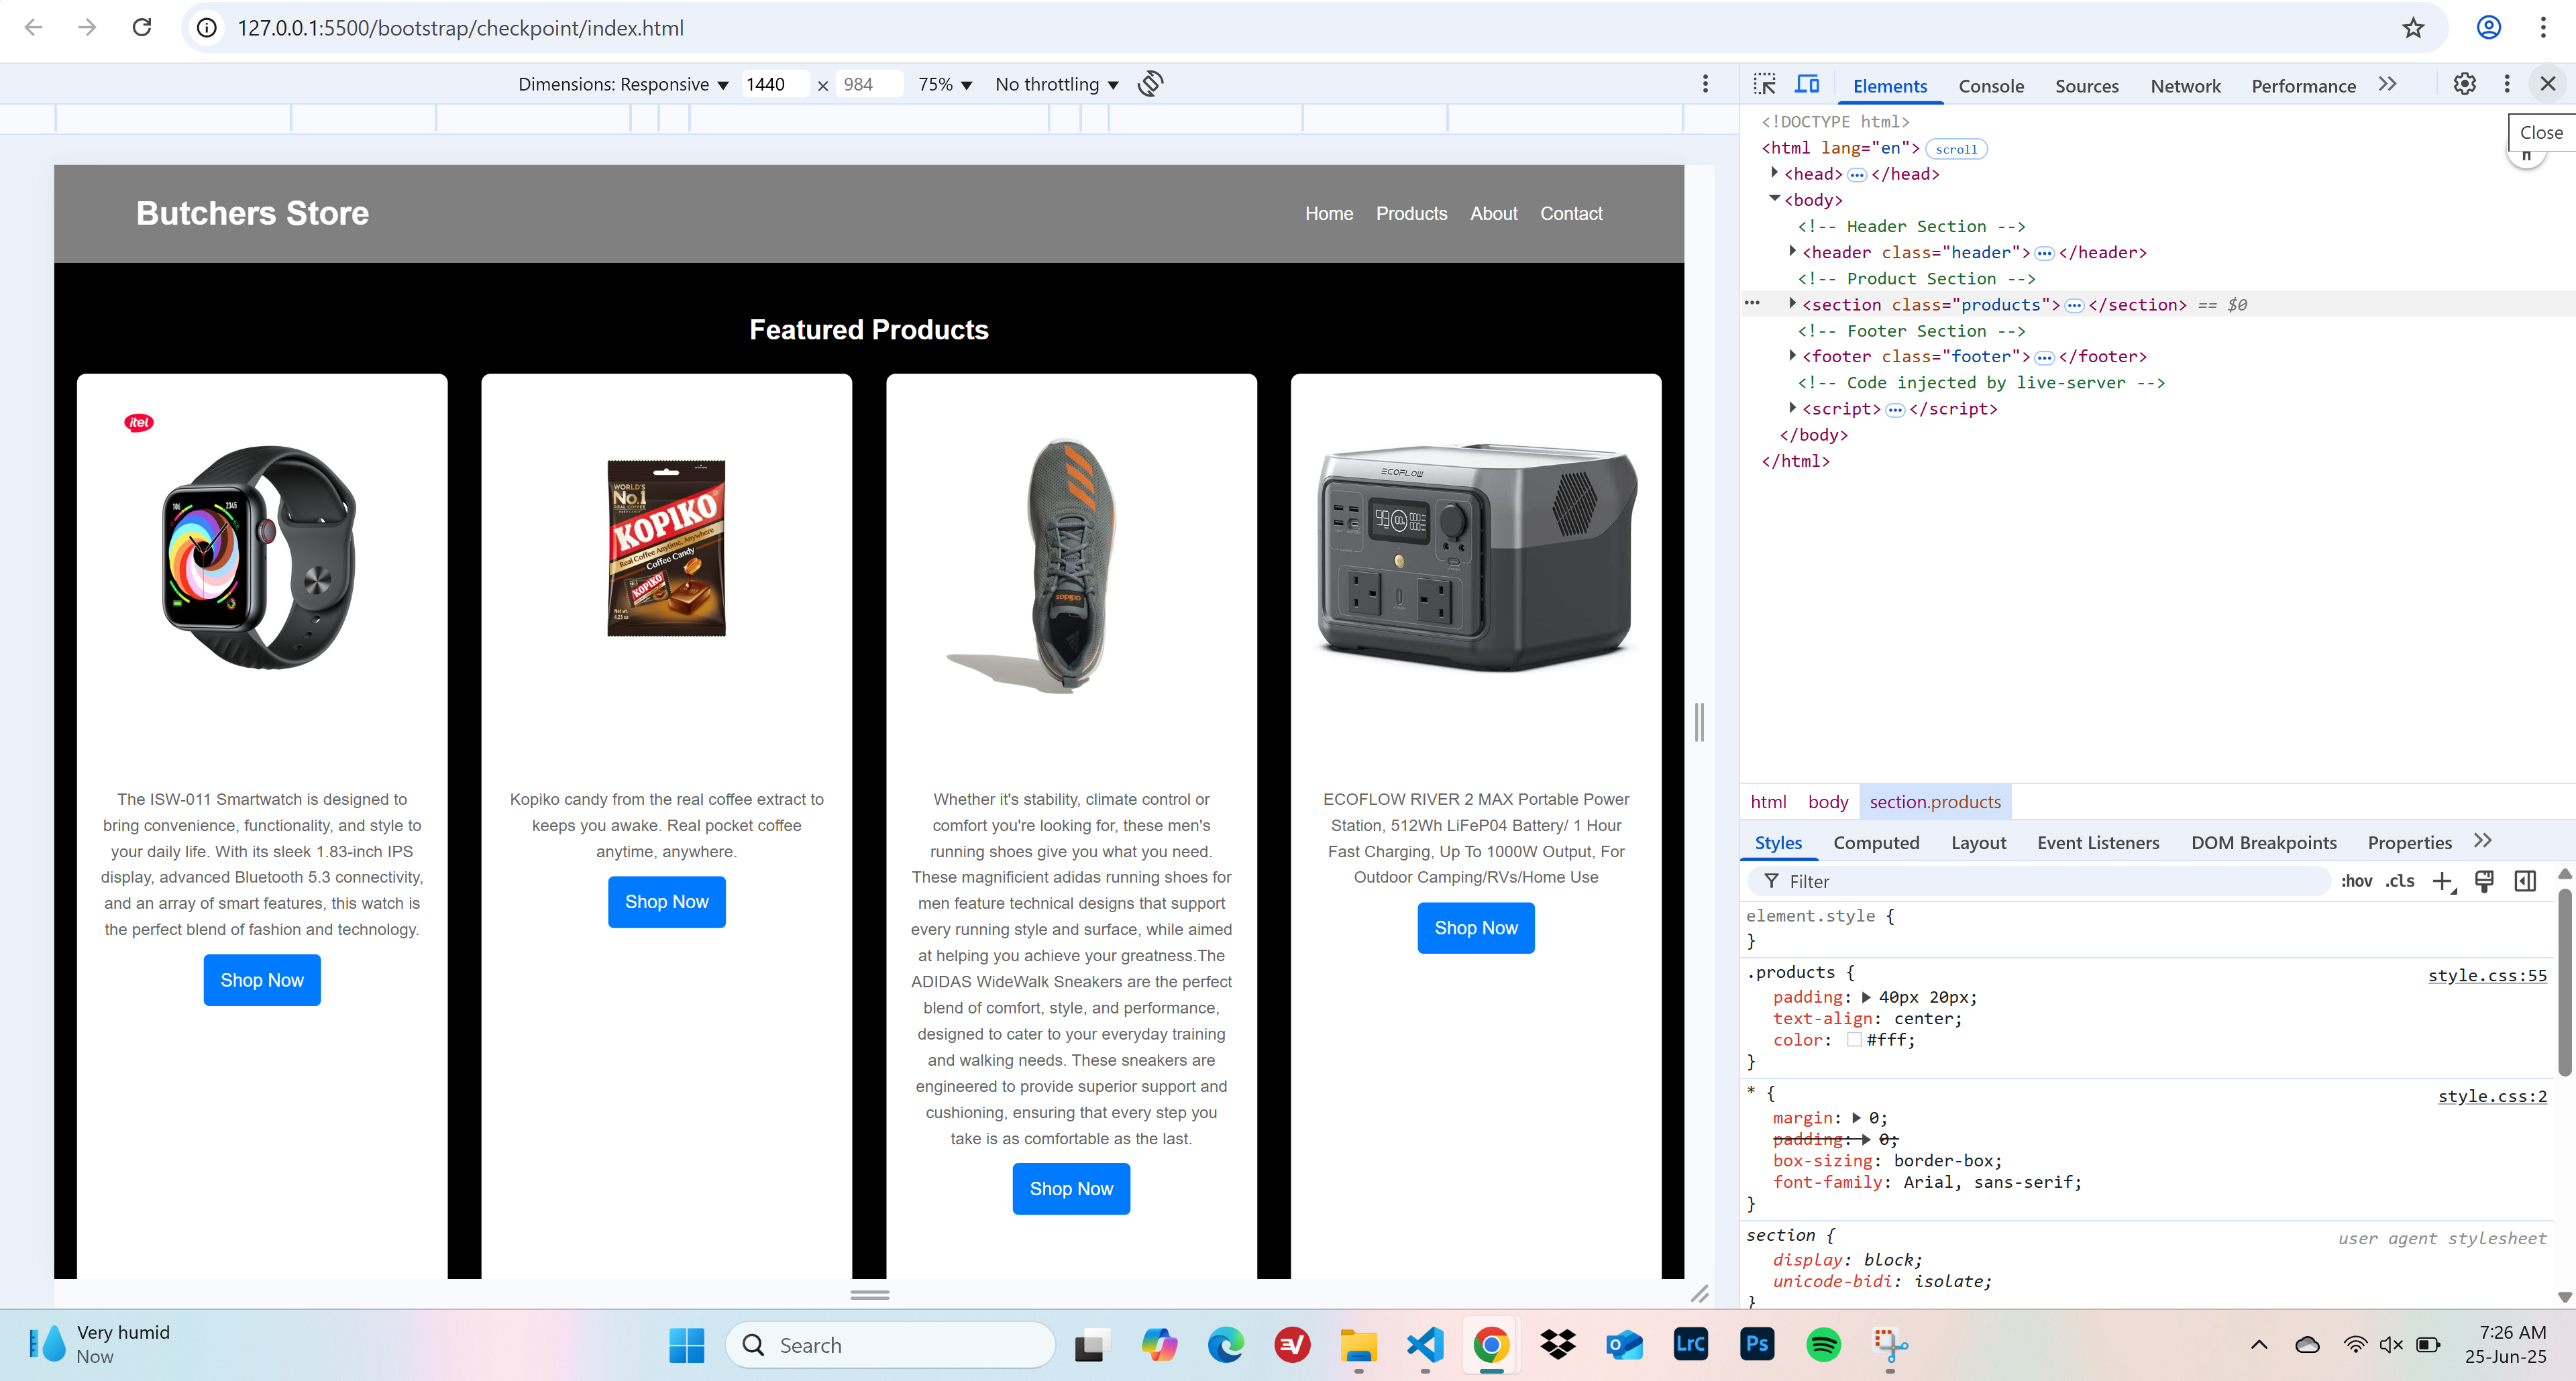 127.0.0.1:5500/bootstrap/checkpoint/index.html
Dimensions: Responsive 1440 × 984 75% No throttling
Elements Console Sources Network Performance
Close
<!DOCTYPE html>
<html lang="en"> scroll
<head> ••• </head>
<body>
<!-- Header Section -->
<header class="header"> ••• </header>
<!-- Product Section -->
••• <section class="products"> ••• </section> == $0
<!-- Footer Section -->
<footer class="footer"> ••• </footer>
<!-- Code injected by live-server -->
<script> ••• </script>
</body>
</html>
html body section.products
Styles Computed Layout Event Listeners DOM Breakpoints Properties
Filter :hov .cls
element.style {
}
.products { style.css:55
padding: 40px 20px;
text-align: center;
color: #fff;
}
* { style.css:2
margin: 0;
padding: 0;
box-sizing: border-box;
font-family: Arial, sans-serif;
}
section { user agent stylesheet
display: block;
unicode-bidi: isolate;
}
Butchers Store
Home Products About Contact
Featured Products
itel
The ISW-011 Smartwatch is designed to
bring convenience, functionality, and style to
your daily life. With its sleek 1.83-inch IPS
display, advanced Bluetooth 5.3 connectivity,
and an array of smart features, this watch is
the perfect blend of fashion and technology.
Shop Now
WORLD'S
No.1
KOPIKO
Real Coffee Anytime, Anywhere
Coffee Candy
KOPIKO
Kopiko candy from the real coffee extract to
keeps you awake. Real pocket coffee
anytime, anywhere.
Shop Now
adidas
Whether it's stability, climate control or
comfort you're looking for, these men's
running shoes give you what you need.
These magnificient adidas running shoes for
men feature technical designs that support
every running style and surface, while aimed
at helping you achieve your greatness.The
ADIDAS WideWalk Sneakers are the perfect
blend of comfort, style, and performance,
designed to cater to your everyday training
and walking needs. These sneakers are
engineered to provide superior support and
cushioning, ensuring that every step you
take is as comfortable as the last.
Shop Now
ECOFLOW
99 100
ECOFLOW RIVER 2 MAX Portable Power
Station, 512Wh LiFeP04 Battery/ 1 Hour
Fast Charging, Up To 1000W Output, For
Outdoor Camping/RVs/Home Use
Shop Now
Very humid
Now
Search
LrC
Ps
7:26 AM
25-Jun-25